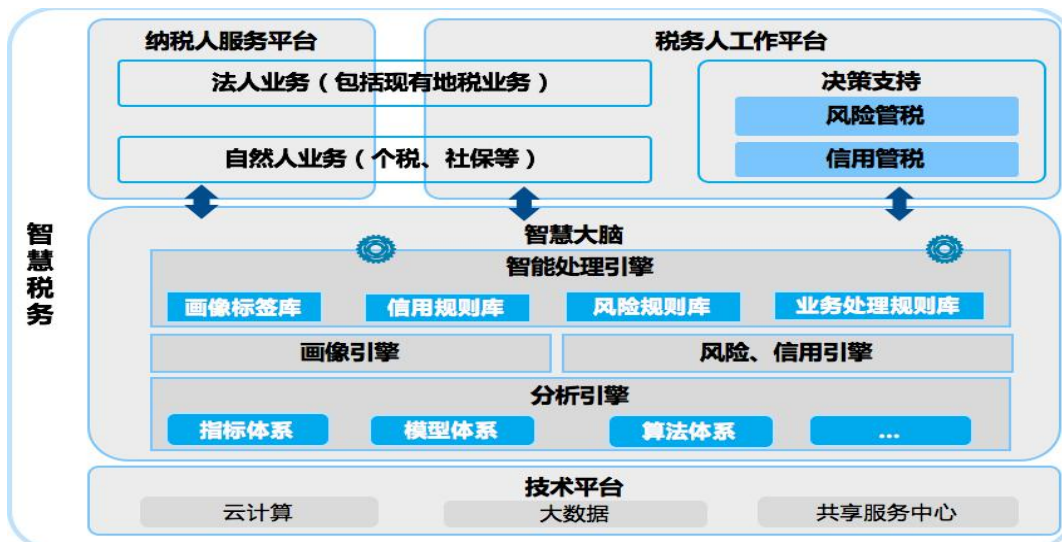 纳税人服务平台
税务人工作平台
法人业务（包括现有地税业务）
自然人业务（个税、社保等）
决策支持
风险管税
信用管税
智慧税务
智慧大脑
智能处理引擎
画像标签库
信用规则库
风险规则库
业务处理规则库
画像引擎
风险、信用引擎
分析引擎
指标体系
模型体系
算法体系
...
技术平台
云计算
大数据
共享服务中心